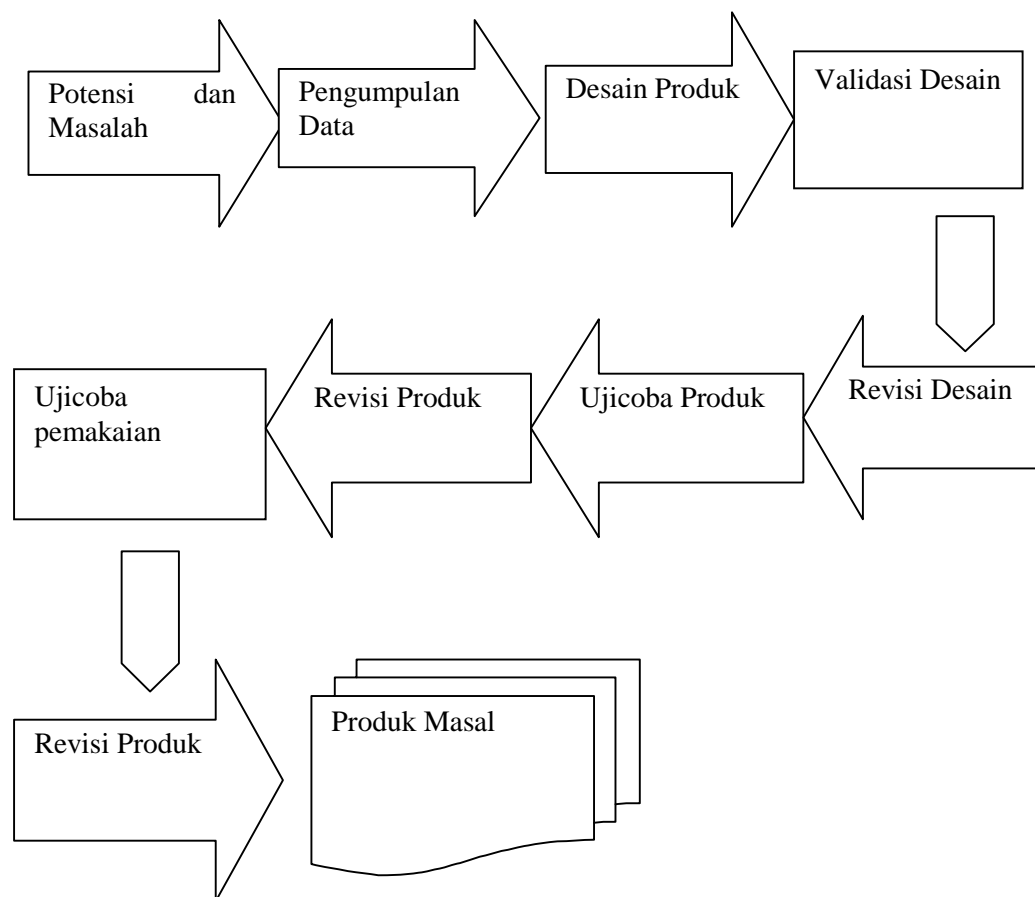 Potensi dan
Masalah
Pengumpulan
Data
Desain Produk
Validasi Desain
Revisi Desain
Ujicoba Produk
Revisi Produk
Ujicoba
pemakaian
Revisi Produk
Produk Masal